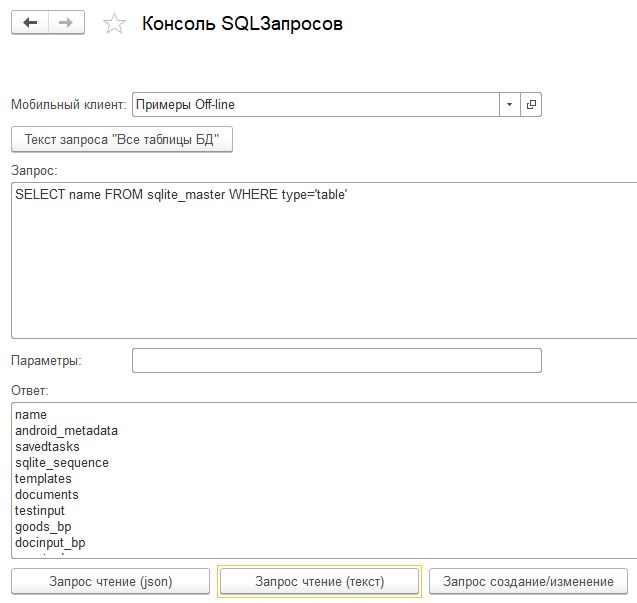 Консоль SQLЗапросов
Мобильный клиент: Примеры Off-line
Текст запроса "Все таблицы БД"
Запрос:
SELECT name FROM sqlite_master WHERE type='table'
Параметры:
Ответ:
name
android_metadata
savedtasks
sqlite_sequence
templates
documents
testinput
goods_bp
docinput_bp
Запрос чтение (json) Запрос чтение (текст) Запрос создание/изменение